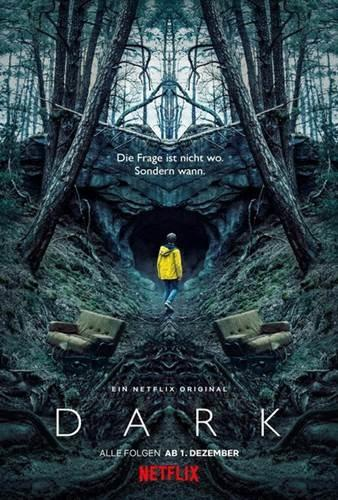 Die Frage ist nicht wo.
Sondern wann.
EIN NETFLIX ORIGINAL
DARK
ALLE FOLGEN AB 1. DEZEMBER
NETFLIX